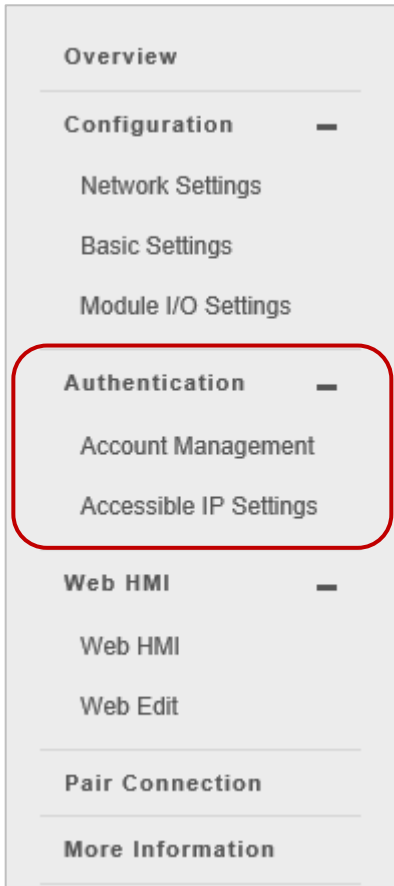 Overview
Configuration
Network Settings
Basic Settings
Module I/O Settings
Authentication
Account Management
Accessible IP Settings
Web HMI
Web HMI
Web Edit
Pair Connection
More Information